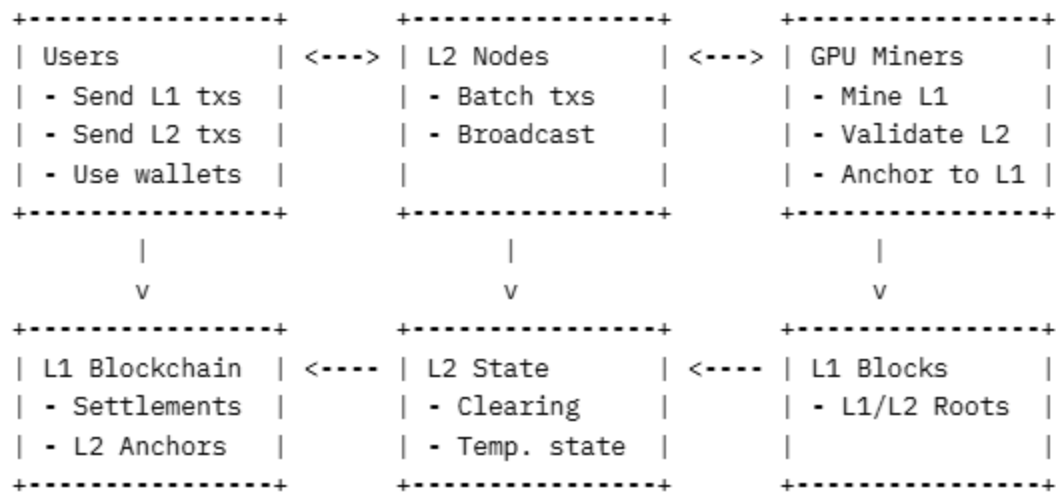 +----------------+       +----------------+       +----------------+
| Users          | <---> | L2 Nodes       | <---> | GPU Miners     |
| - Send L1 txs  |       | - Batch txs    |       | - Mine L1      |
| - Send L2 txs  |       | - Broadcast    |       | - Validate L2  |
| - Use wallets  |       |                |       | - Anchor to L1 |
+----------------+       +----------------+       +----------------+
        |                       |                       |
        v                       v                       v
+----------------+       +----------------+       +----------------+
| L1 Blockchain  | <---- | L2 State       | <---- | L1 Blocks      |
| - Settlements  |       | - Clearing     |       | - L1/L2 Roots  |
| - L2 Anchors   |       | - Temp. state  |       |                |
+----------------+       +----------------+       +----------------+